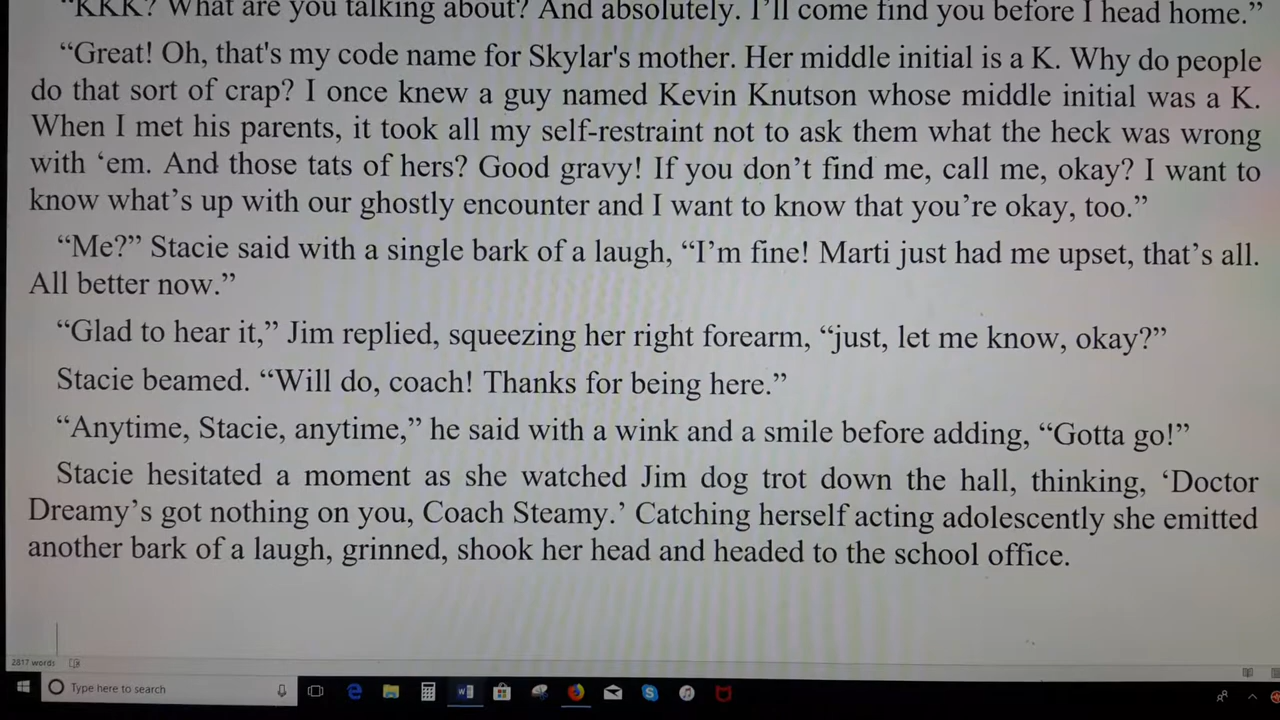 “KKK? What are you talking about? And absolutely. I’ll come find you before I head home.”
“Great! Oh, that's my code name for Skylar's mother. Her middle initial is a K. Why do people
do that sort of crap? I once knew a guy named Kevin Knutson whose middle initial was a K.
When I met his parents, it took all my self-restraint not to ask them what the heck was wrong
with ‘em. And those tats of hers? Good gravy! If you don’t find me, call me, okay? I want to
know what’s up with our ghostly encounter and I want to know that you’re okay, too.”
“Me?” Stacie said with a single bark of a laugh, “I’m fine! Marti just had me upset, that’s all.
All better now.”
“Glad to hear it,” Jim replied, squeezing her right forearm, “just, let me know, okay?”
Stacie beamed. “Will do, coach! Thanks for being here.”
“Anytime, Stacie, anytime,” he said with a wink and a smile before adding, “Gotta go!”
Stacie hesitated a moment as she watched Jim dog trot down the hall, thinking, ‘Doctor
Dreamy’s got nothing on you, Coach Steamy.’ Catching herself acting adolescently she emitted
another bark of a laugh, grinned, shook her head and headed to the school office.
2817 words
Type here to search